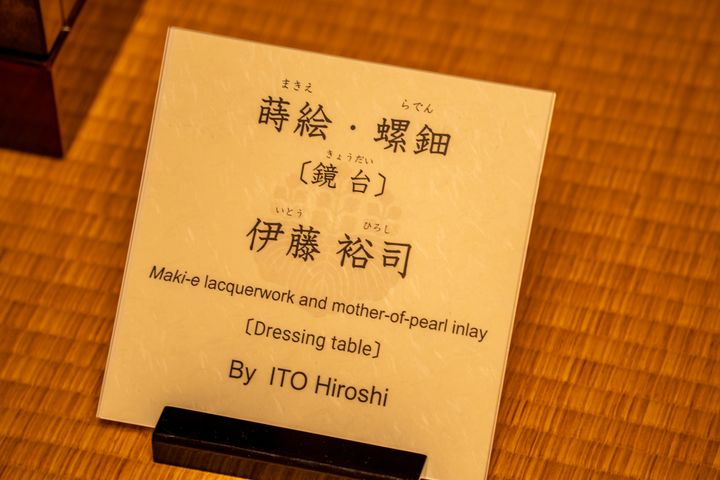 まきえ らでん
蒔絵・螺鈿
きょうだい
〔鏡台〕
いとう ひろし
伊藤 裕司
Maki-e lacquerwork and mother-of-pearl inlay
〔Dressing table〕
By ITO Hiroshi